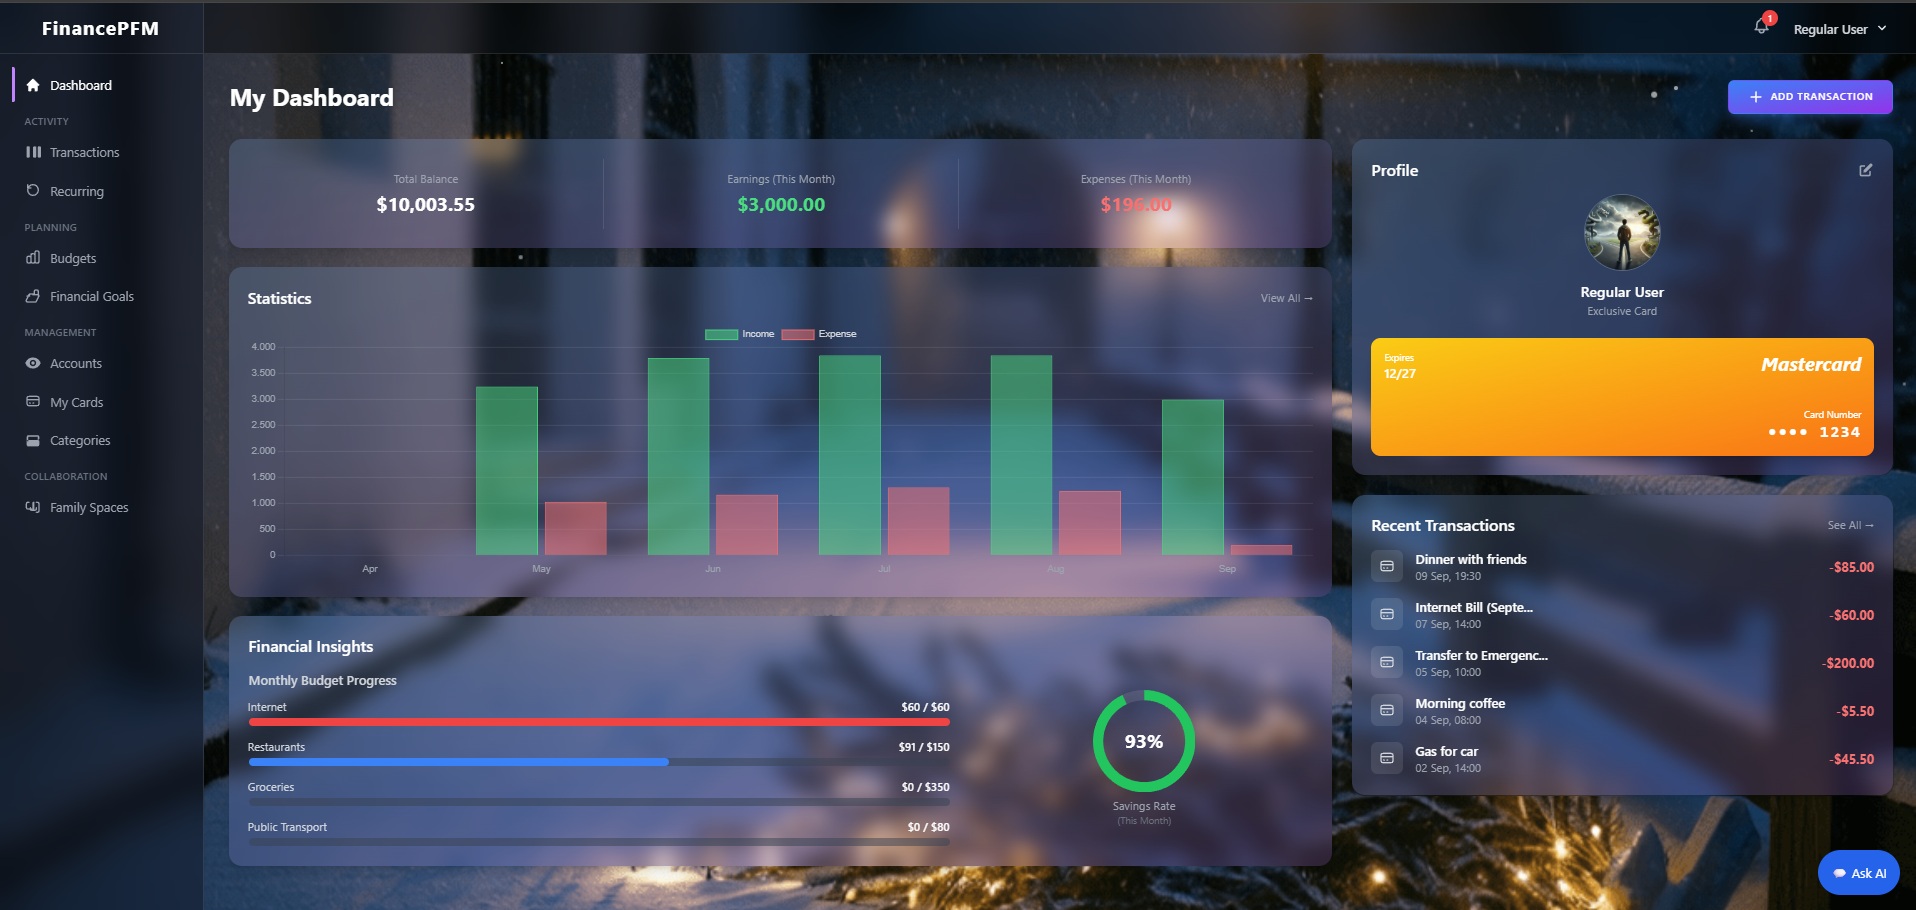 FinancePFM
1
Regular User
Dashboard
ACTIVITY
Transactions
Recurring
PLANNING
Budgets
Financial Goals
MANAGEMENT
Accounts
My Cards
Categories
COLLABORATION
Family Spaces
My Dashboard
ADD TRANSACTION
Total Balance
$10,003.55
Earnings (This Month)
$3,000.00
Expenses (This Month)
$196.00
Statistics
View All →
Income
Expense
4.000
3.500
3.000
2.500
2.000
1.500
1.000
500
0
Apr
May
Jun
Jul
Aug
Sep
Financial Insights
Monthly Budget Progress
Internet
$60 / $60
Restaurants
$91 / $150
Groceries
$0 / $350
Public Transport
$0 / $80
93%
Savings Rate
(This Month)
Profile
Regular User
Exclusive Card
Expires
12/27
Mastercard
Card Number
•••• 1234
Recent Transactions
See All →
Dinner with friends
09 Sep, 19:30
-$85.00
Internet Bill (Septe...
07 Sep, 14:00
-$60.00
Transfer to Emergenc...
05 Sep, 10:00
-$200.00
Morning coffee
04 Sep, 08:00
-$5.50
Gas for car
02 Sep, 14:00
-$45.50
Ask AI